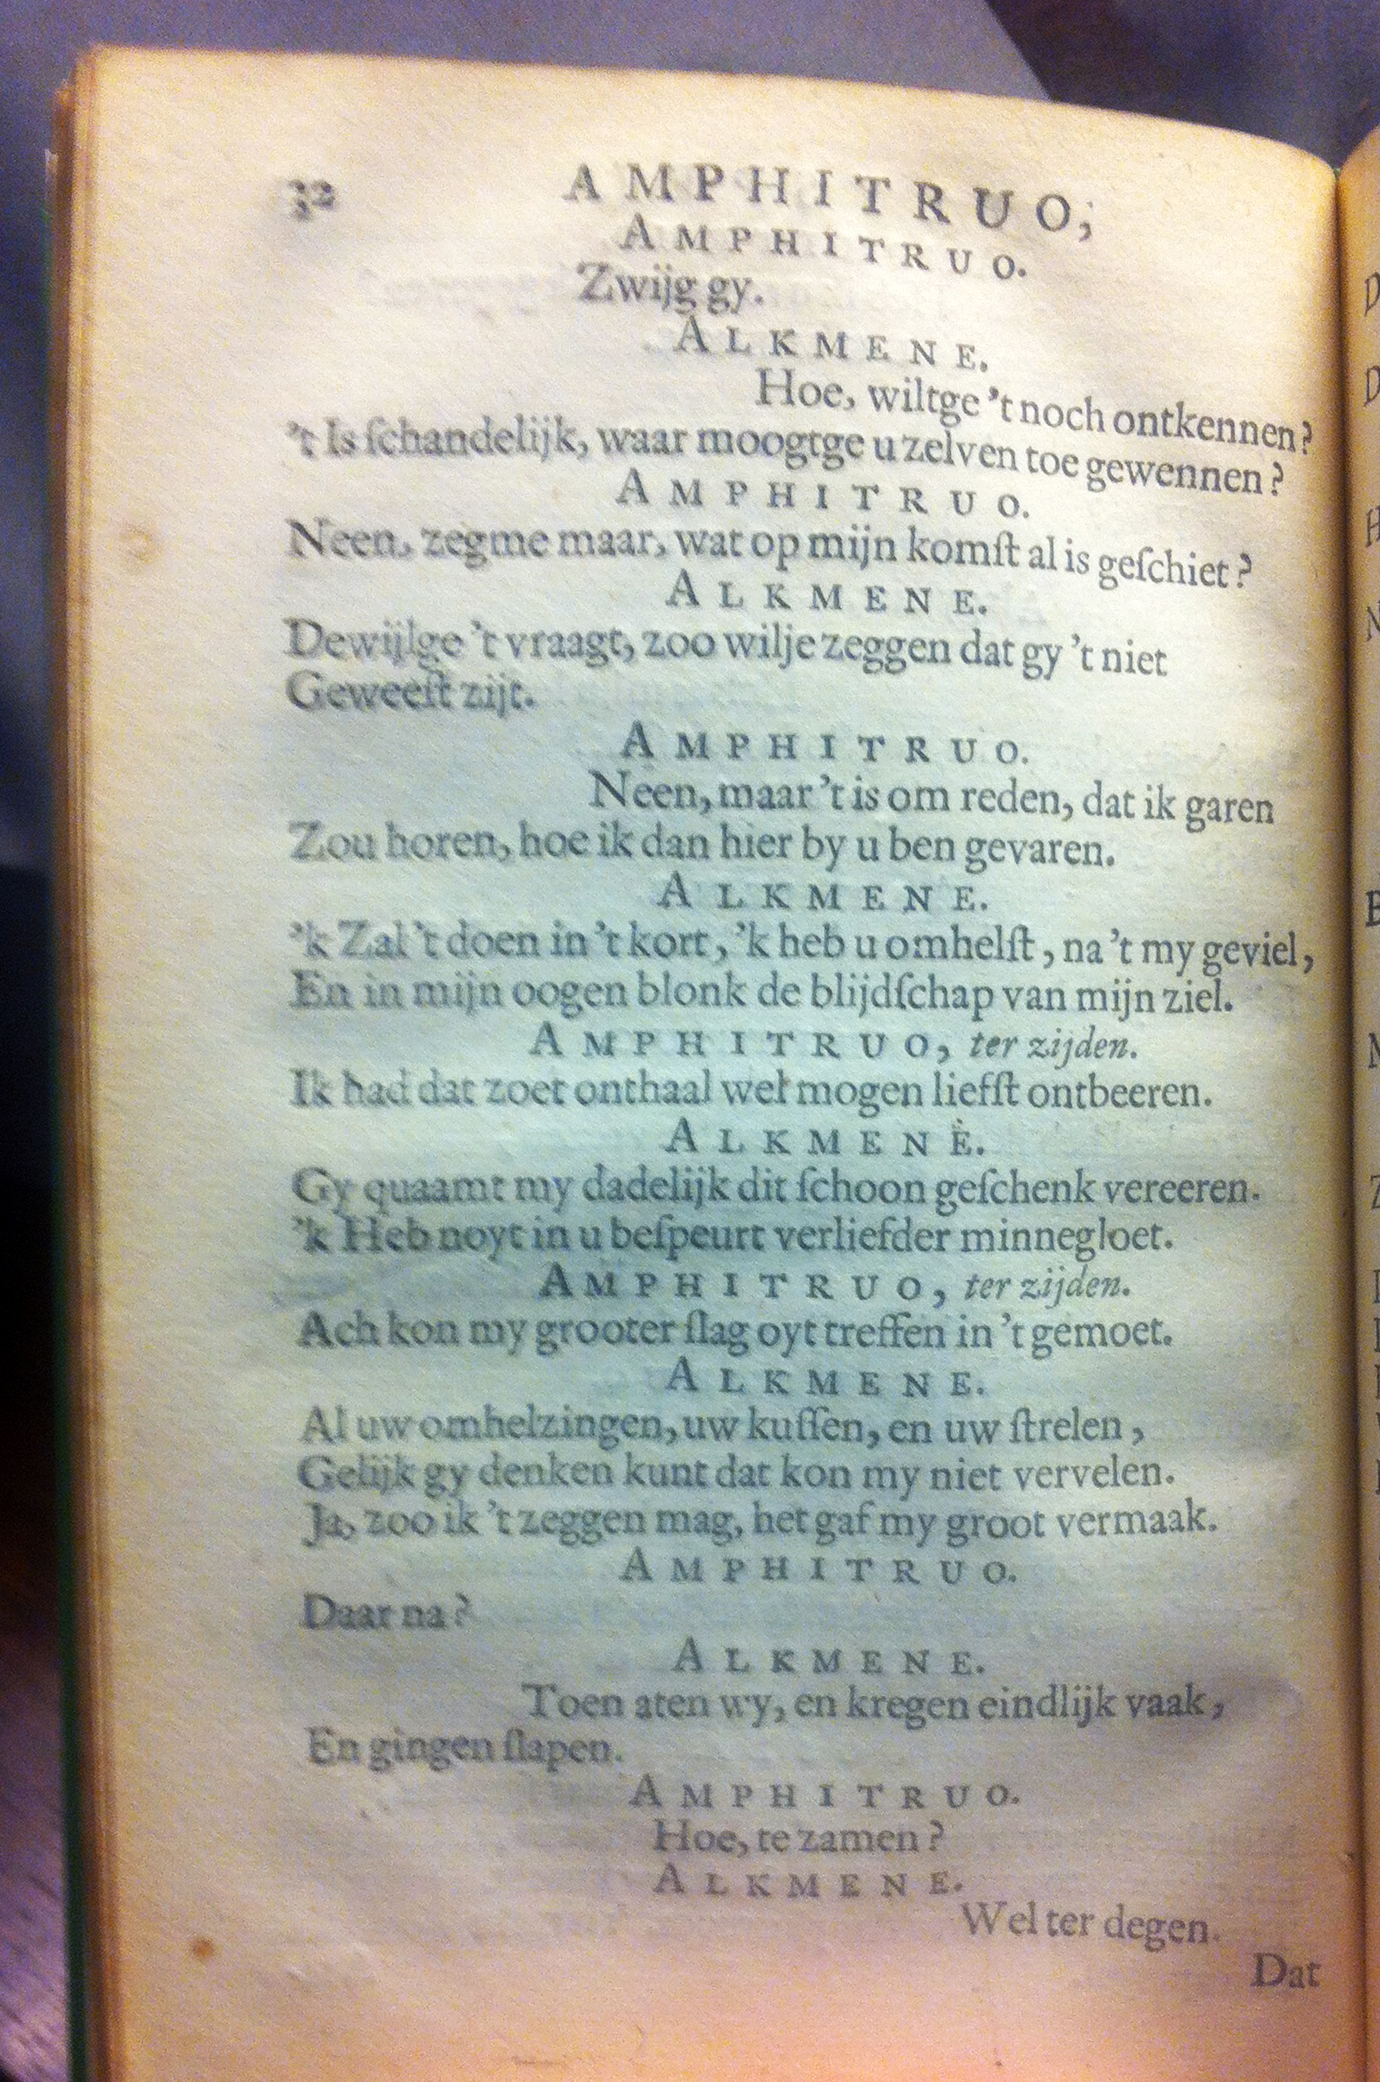 32 AMPHITRUO,
AMPHITRUO.
Zwijg gy.
ALKMENE.
Hoe, wiltge 't noch ontkennen?
't Is ſchandelijk, waar moogtge u zelven toe gewennen?
AMPHITRUO.
Neen, zeg me maar, wat op mijn komſt al is geſchiet?
ALKMENE.
Dewijlge 't vraagt, zoo wilje zeggen dat gy 't niet
Geweeſt zijt.
AMPHITRUO.
Neen, maar 't is om reden, dat ik garen
Zou horen, hoe ik dan hier by u ben gevaren.
ALKMENE.
'k Zal 't doen in 't kort, 'k heb u omhelſt, na 't my geviel,
En in mijn oogen blonk de blijdſchap van mijn ziel.
AMPHITRUO, ter zijden.
Ik had dat zoet onthaal wel mogen liefſt ontbeeren.
ALKMENE.
Gy quaamt my dadelijk dit ſchoon geſchenk vereeren.
'k Heb noyt in u beſpeurt verliefder minnegloet.
AMPHITRUO, ter zijden.
Ach kon my grooter ſlag oyt treffen in 't gemoet.
ALKMENE.
Al uw omhelzingen, uw kuſſen, en uw ſtrelen,
Gelijk gy denken kunt dat kon my niet vervelen.
Ja, zoo ik 't zeggen mag, het gaf my groot vermaak.
AMPHITRUO.
Daar na?
ALKMENE.
Toen aten wy, en kregen eindlijk vaak,
En gingen ſlapen.
AMPHITRUO.
Hoe, te zamen?
ALKMENE.
Wel ter degen.
Dat